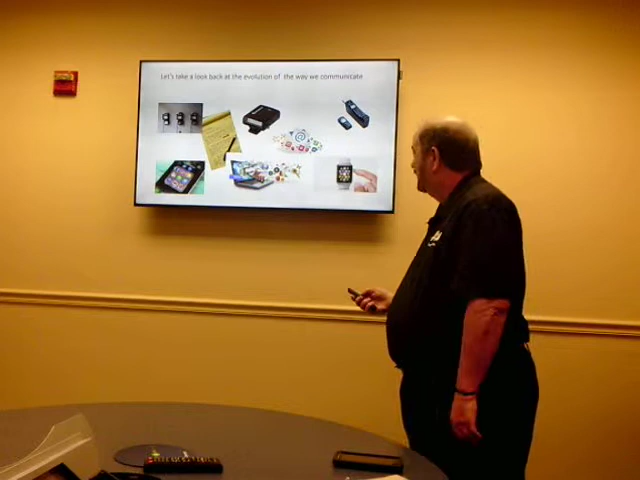 Let's take a look back at the evolution of the way we communicate